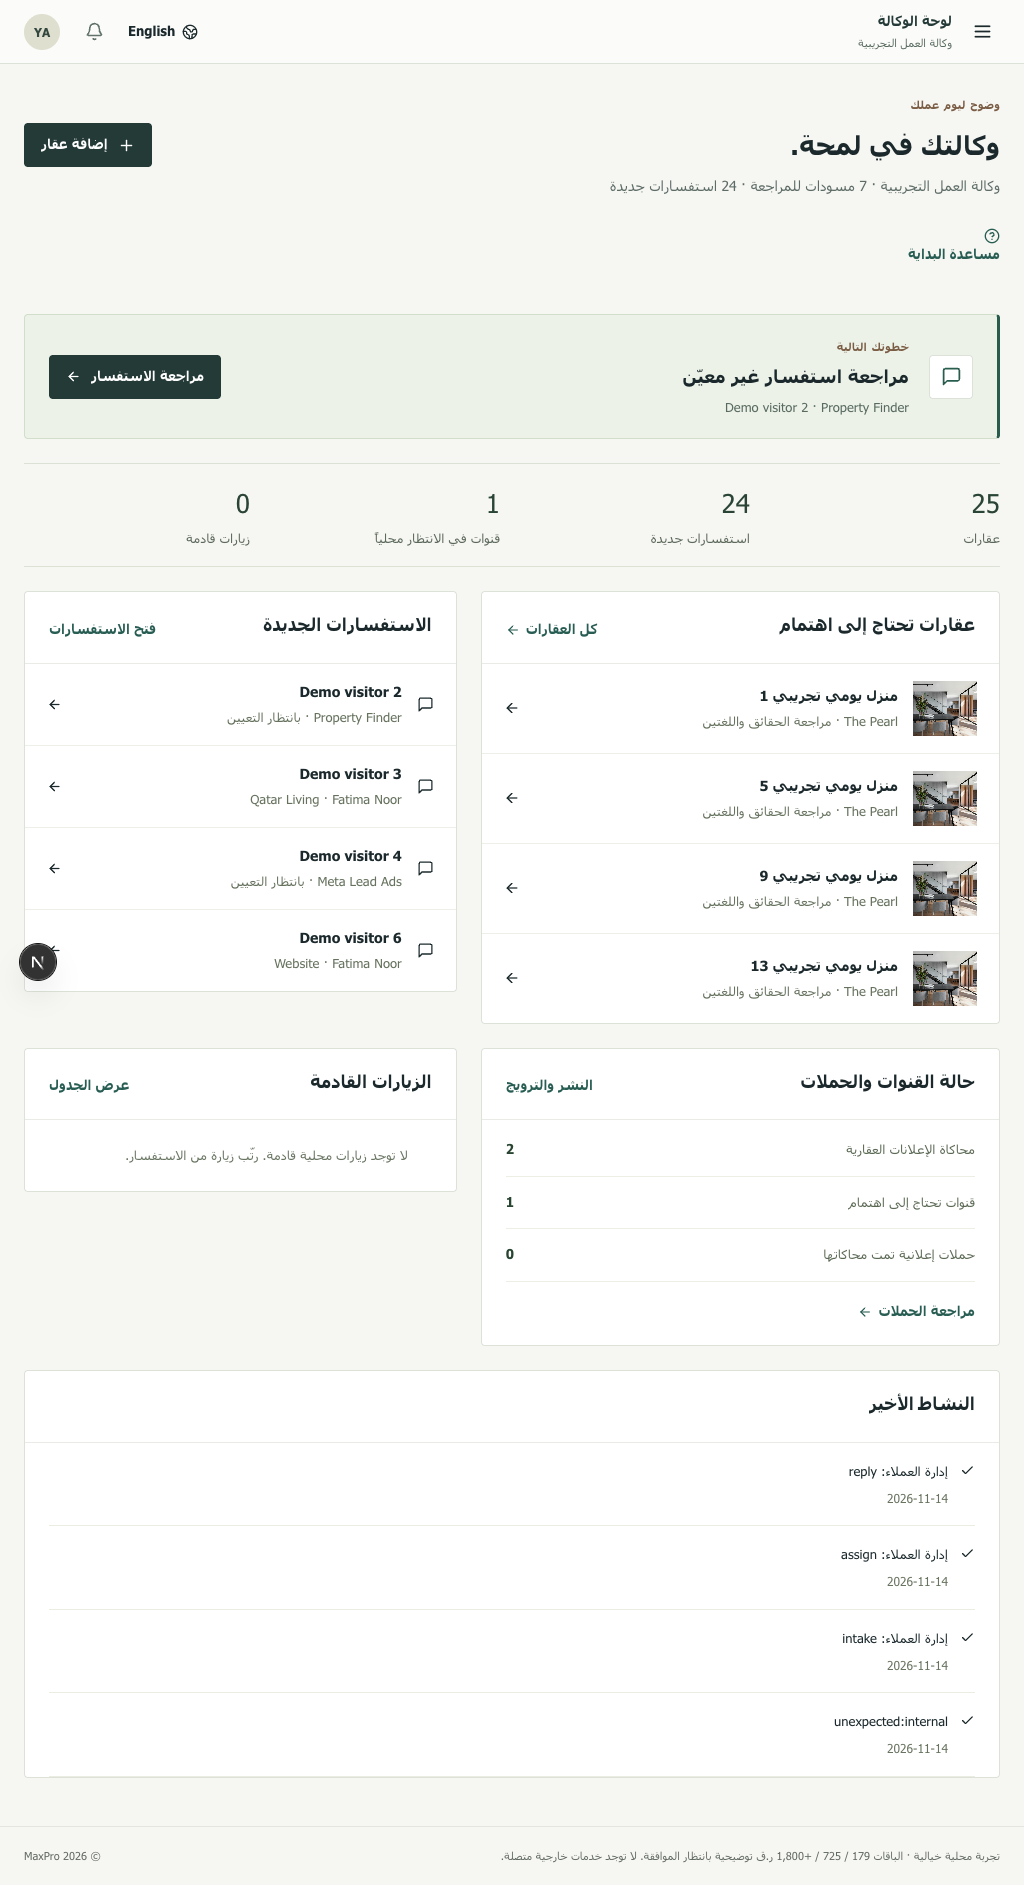 لوحة الوكالة
وكالة العمل التجريبية
English
YA
وضوح ليوم عملك
وكالتك في لمحة.
إضافة عقار
وكالة العمل التجريبية · 7 مسودات للمراجعة · 24 استفسارات جديدة
مساعدة البداية
خطوتك التالية
مراجعة استفسار غير معيّن
Demo visitor 2 · Property Finder
مراجعة الاستفسار
25
عقارات
24
استفسارات جديدة
1
قنوات في الانتظار محلياً
0
زيارات قادمة
عقارات تحتاج إلى اهتمام
كل العقارات
منزل يومي تجريبي 1
The Pearl · مراجعة الحقائق واللغتين
منزل يومي تجريبي 5
The Pearl · مراجعة الحقائق واللغتين
منزل يومي تجريبي 9
The Pearl · مراجعة الحقائق واللغتين
منزل يومي تجريبي 13
The Pearl · مراجعة الحقائق واللغتين
الاستفسارات الجديدة
فتح الاستفسارات
Demo visitor 2
Property Finder · بانتظار التعيين
Demo visitor 3
Qatar Living · Fatima Noor
Demo visitor 4
Meta Lead Ads · بانتظار التعيين
Demo visitor 6
Website · Fatima Noor
N
حالة القنوات والحملات
النشر والترويج
محاكاة الإعلانات العقارية
2
قنوات تحتاج إلى اهتمام
1
حملات إعلانية تمت محاكاتها
0
مراجعة الحملات
الزيارات القادمة
عرض الجدول
لا توجد زيارات محلية قادمة. رتّب زيارة من الاستفسار.
النشاط الأخير
إدارة العملاء: reply
2026-11-14
إدارة العملاء: assign
2026-11-14
إدارة العملاء: intake
2026-11-14
unexpected:internal
2026-11-14
تجربة محلية خيالية · الباقات 179 / 725 / +1,800 ر.ق توضيحية بانتظار الموافقة. لا توجد خدمات خارجية متصلة.
© 2026 MaxPro